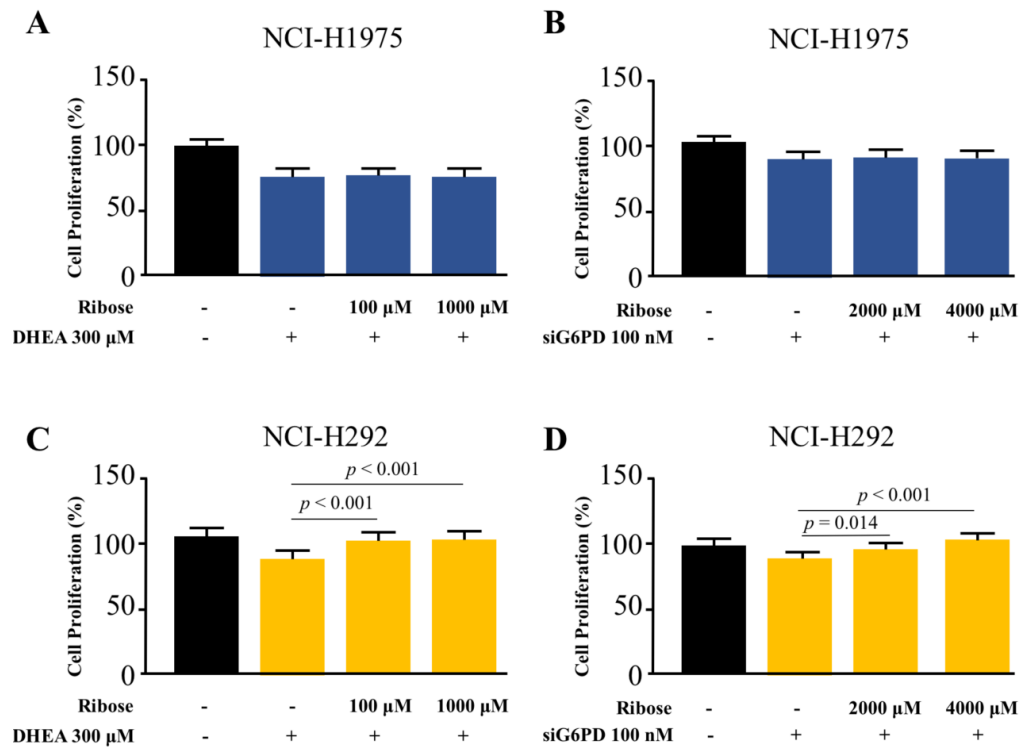 A
NCI-H1975
Cell Proliferation (%)
150
100
50
0
Ribose - - 100 µM 1000 µM
DHEA 300 µM - + + +
B
NCI-H1975
Cell Proliferation (%)
150
100
50
0
Ribose - - 2000 µM 4000 µM
siG6PD 100 nM - + + +
C
NCI-H292
Cell Proliferation (%)
150
100
50
0
p < 0.001
p < 0.001
Ribose - - 100 µM 1000 µM
DHEA 300 µM - + + +
D
NCI-H292
Cell Proliferation (%)
150
100
50
0
p < 0.001
p = 0.014
Ribose - - 2000 µM 4000 µM
siG6PD 100 nM - + + +